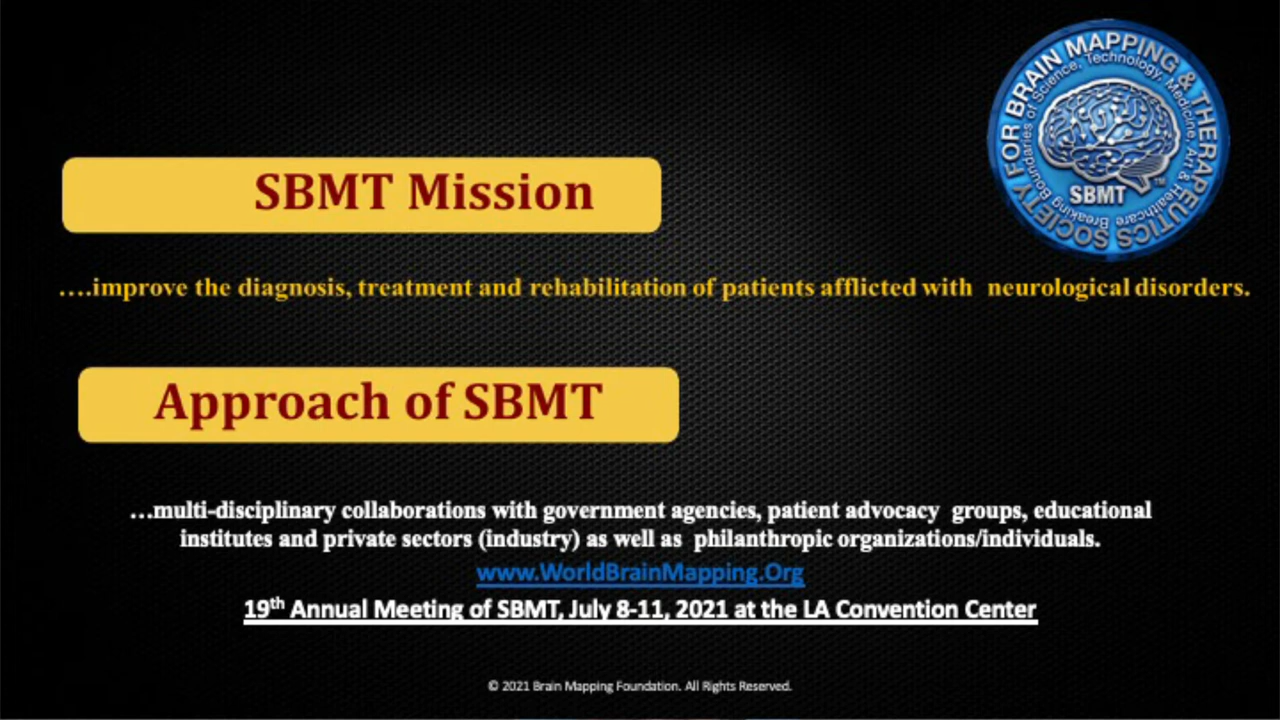 SOCIETY FOR BRAIN MAPPING & THERAPEUTICS
Breaking Boundaries of Science, Technology, Medicine, Art & Healthcare
SBMT™
SBMT Mission
....improve the diagnosis, treatment and rehabilitation of patients afflicted with neurological disorders.
Approach of SBMT
...multi-disciplinary collaborations with government agencies, patient advocacy groups, educational
institutes and private sectors (industry) as well as philanthropic organizations/individuals.
www.WorldBrainMapping.Org
19th Annual Meeting of SBMT, July 8-11, 2021 at the LA Convention Center
© 2021 Brain Mapping Foundation. All Rights Reserved.